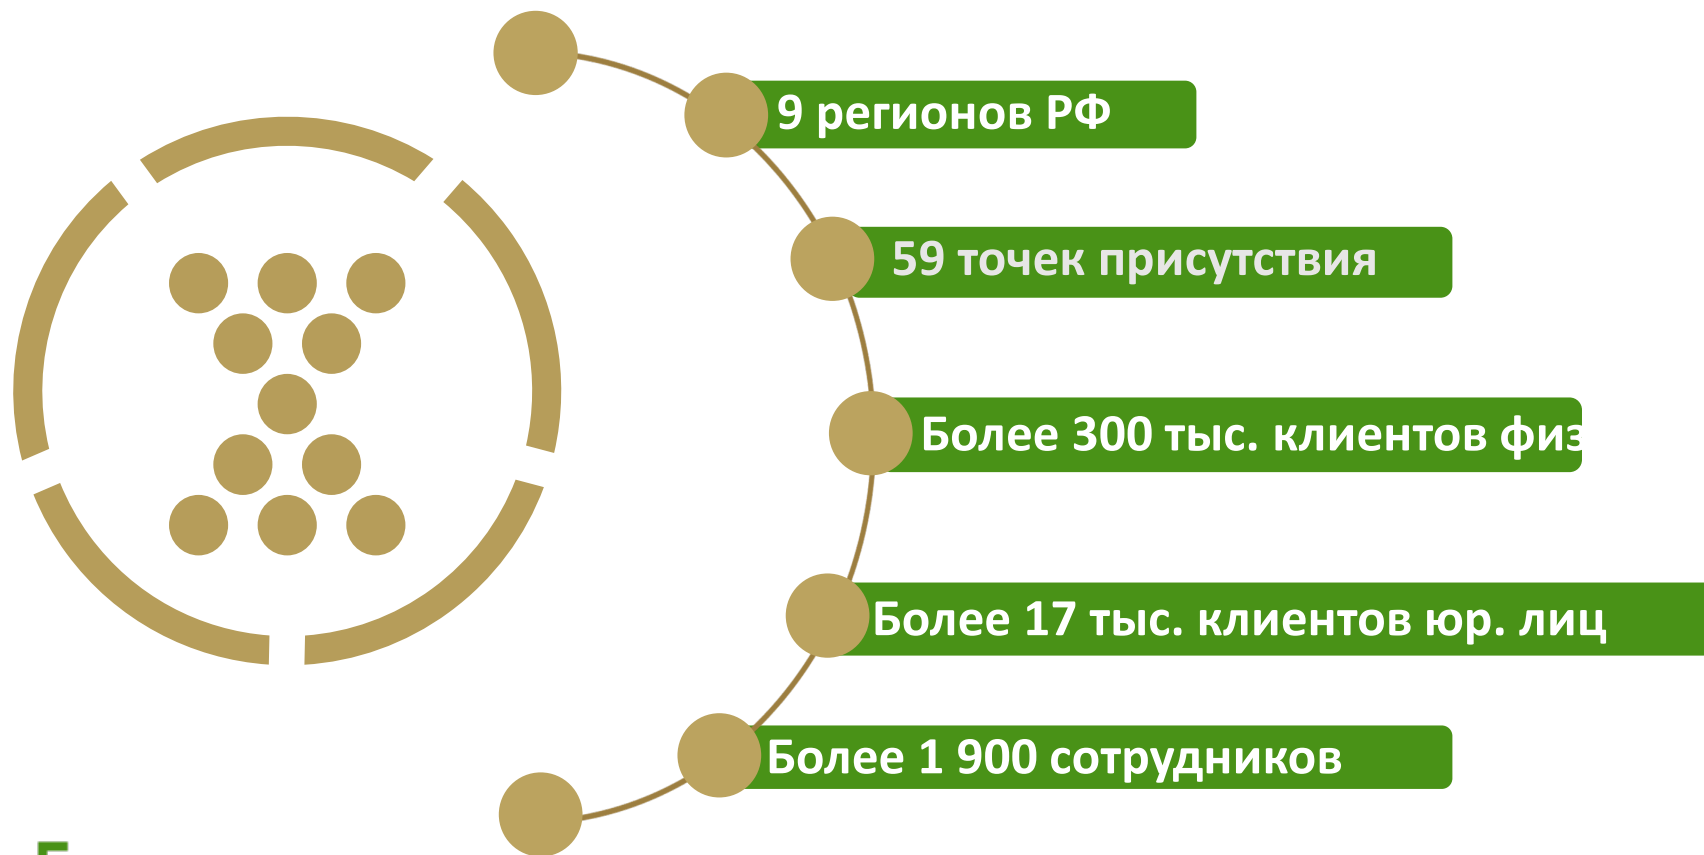 9 регионов РФ
59 точек присутствия
Более 300 тыс. клиентов физ
Более 17 тыс. клиентов юр. лиц
Более 1 900 сотрудников